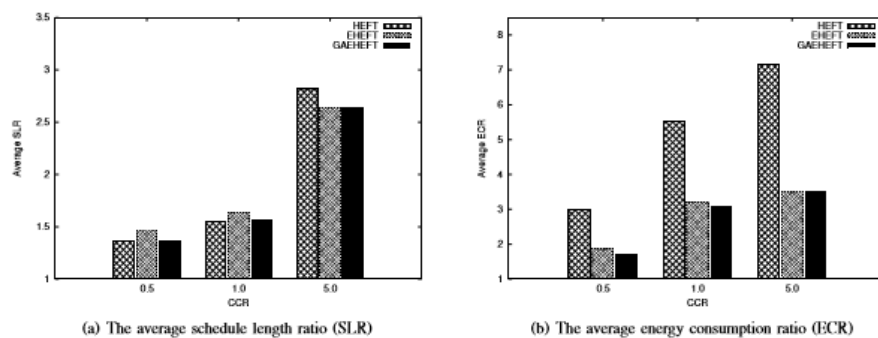 3.5
3
2.5
2
1.5
1
Average SLR
HEFT
EHEFT
GAEHEFT
0.5 1.0 5.0
CCR
(a) The average schedule length ratio (SLR)
8
7
6
5
4
3
2
1
Average ECR
HEFT
EHEFT
GAEHEFT
0.5 1.0 5.0
CCR
(b) The average energy consumption ratio (ECR)